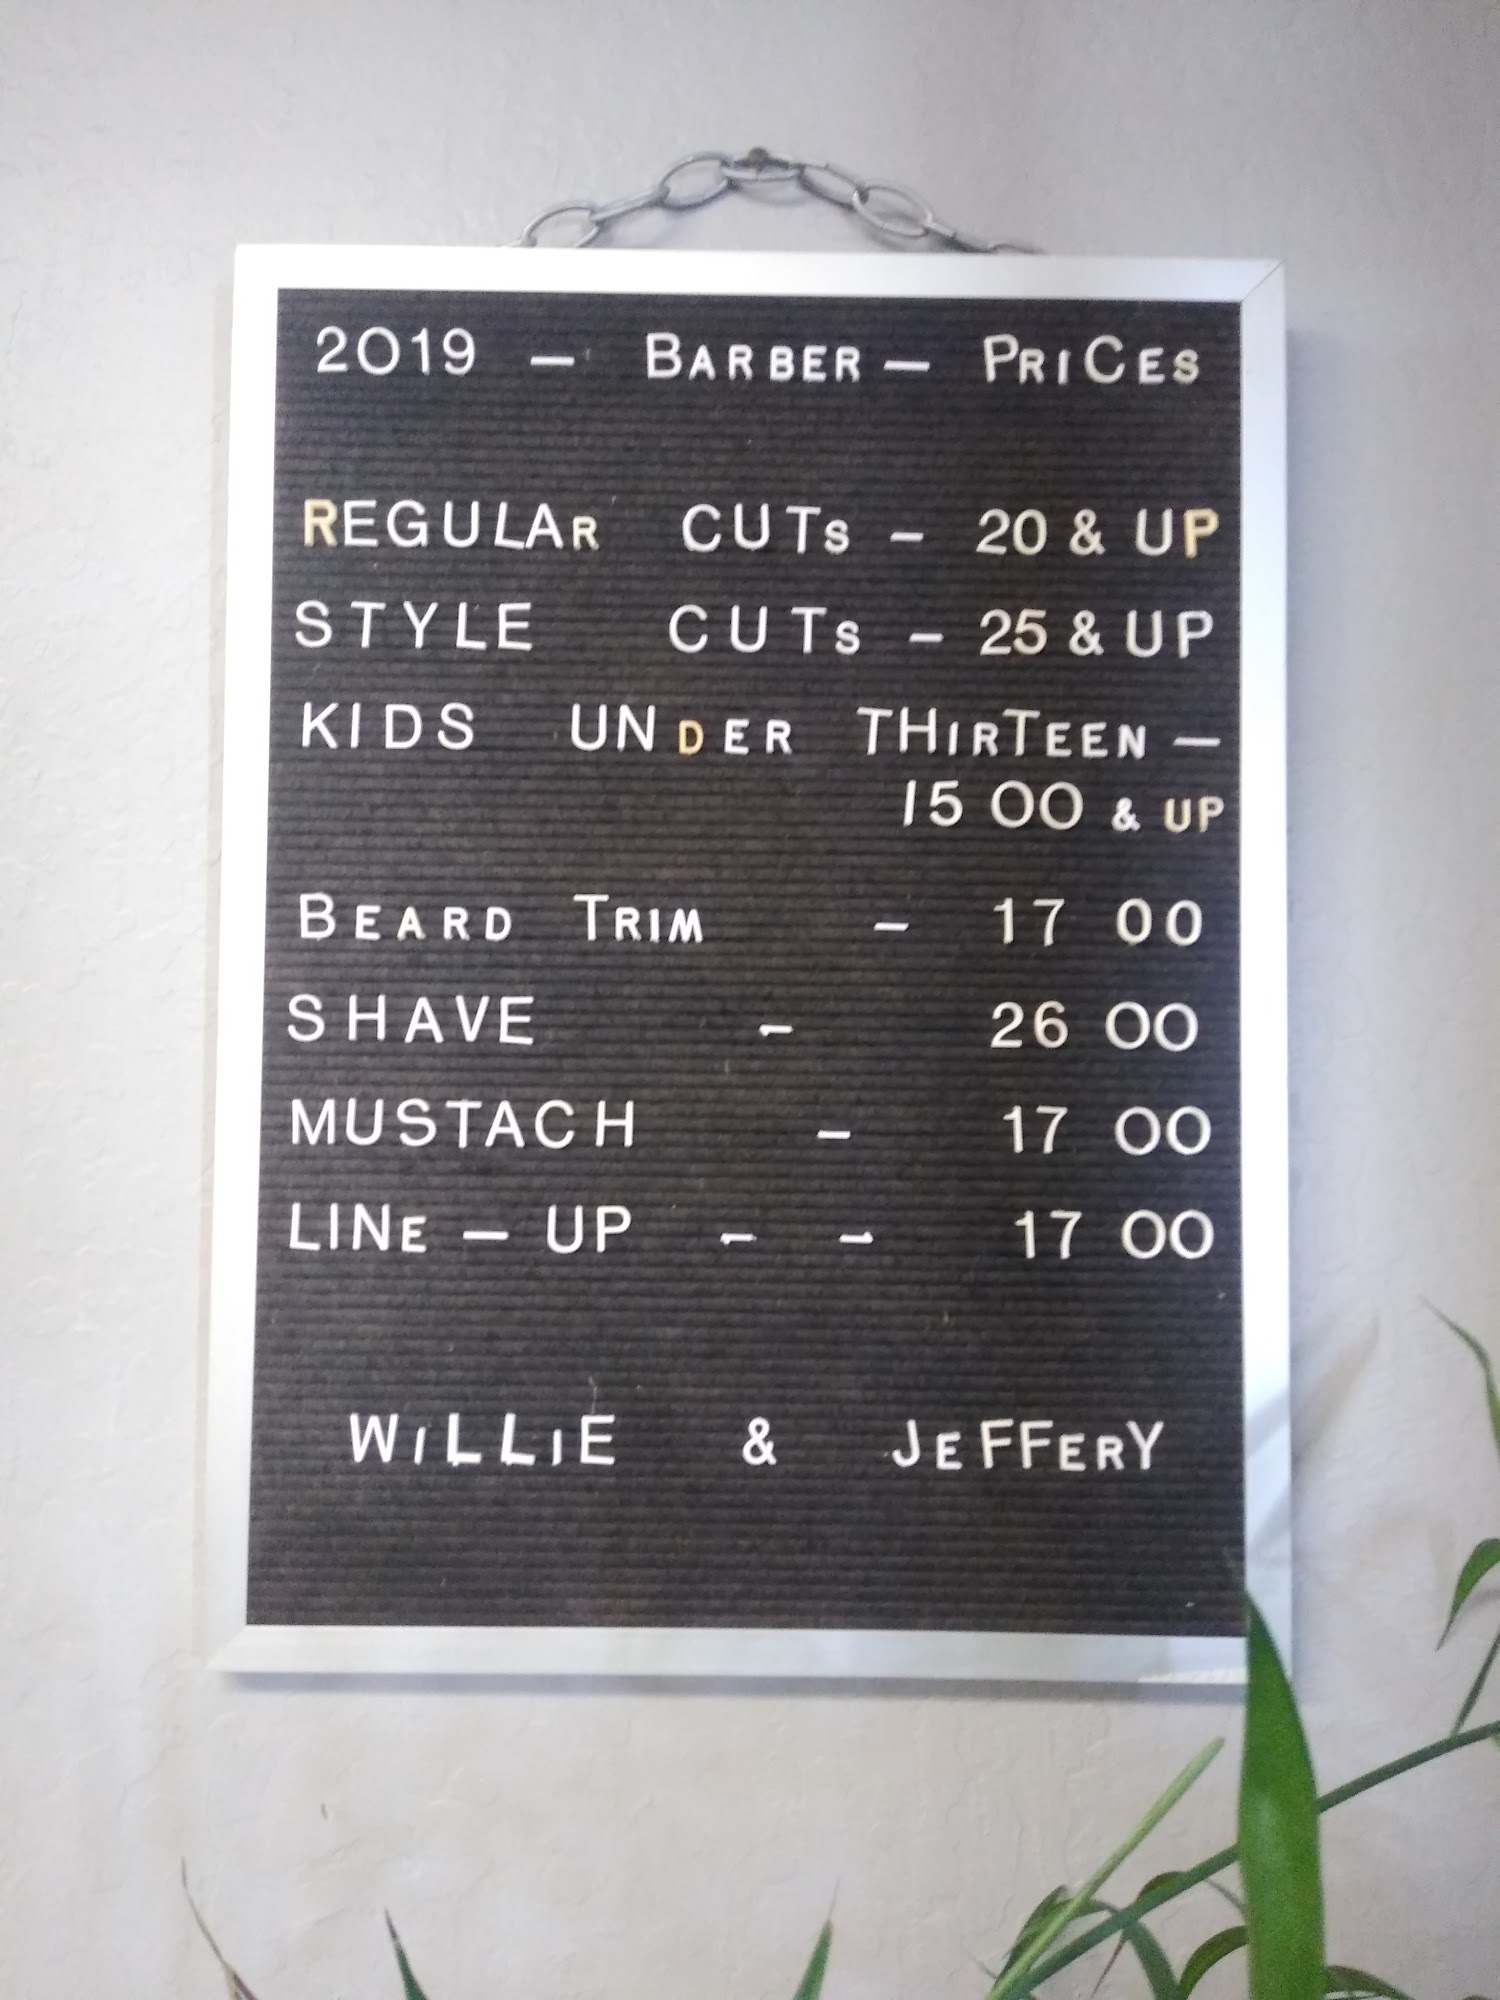 2019 — BARBER — PRiCES
REGULAR CUTs – 20 & UP
STYLE CUTs – 25 & UP
KIDS UNDER THiRTEEN —
15 00 & UP
BEARD TRIM – 17 00
SHAVE – 26 00
MUSTACH – 17 00
LINE — UP – – 17 00
WiLLiE & JEFFERY